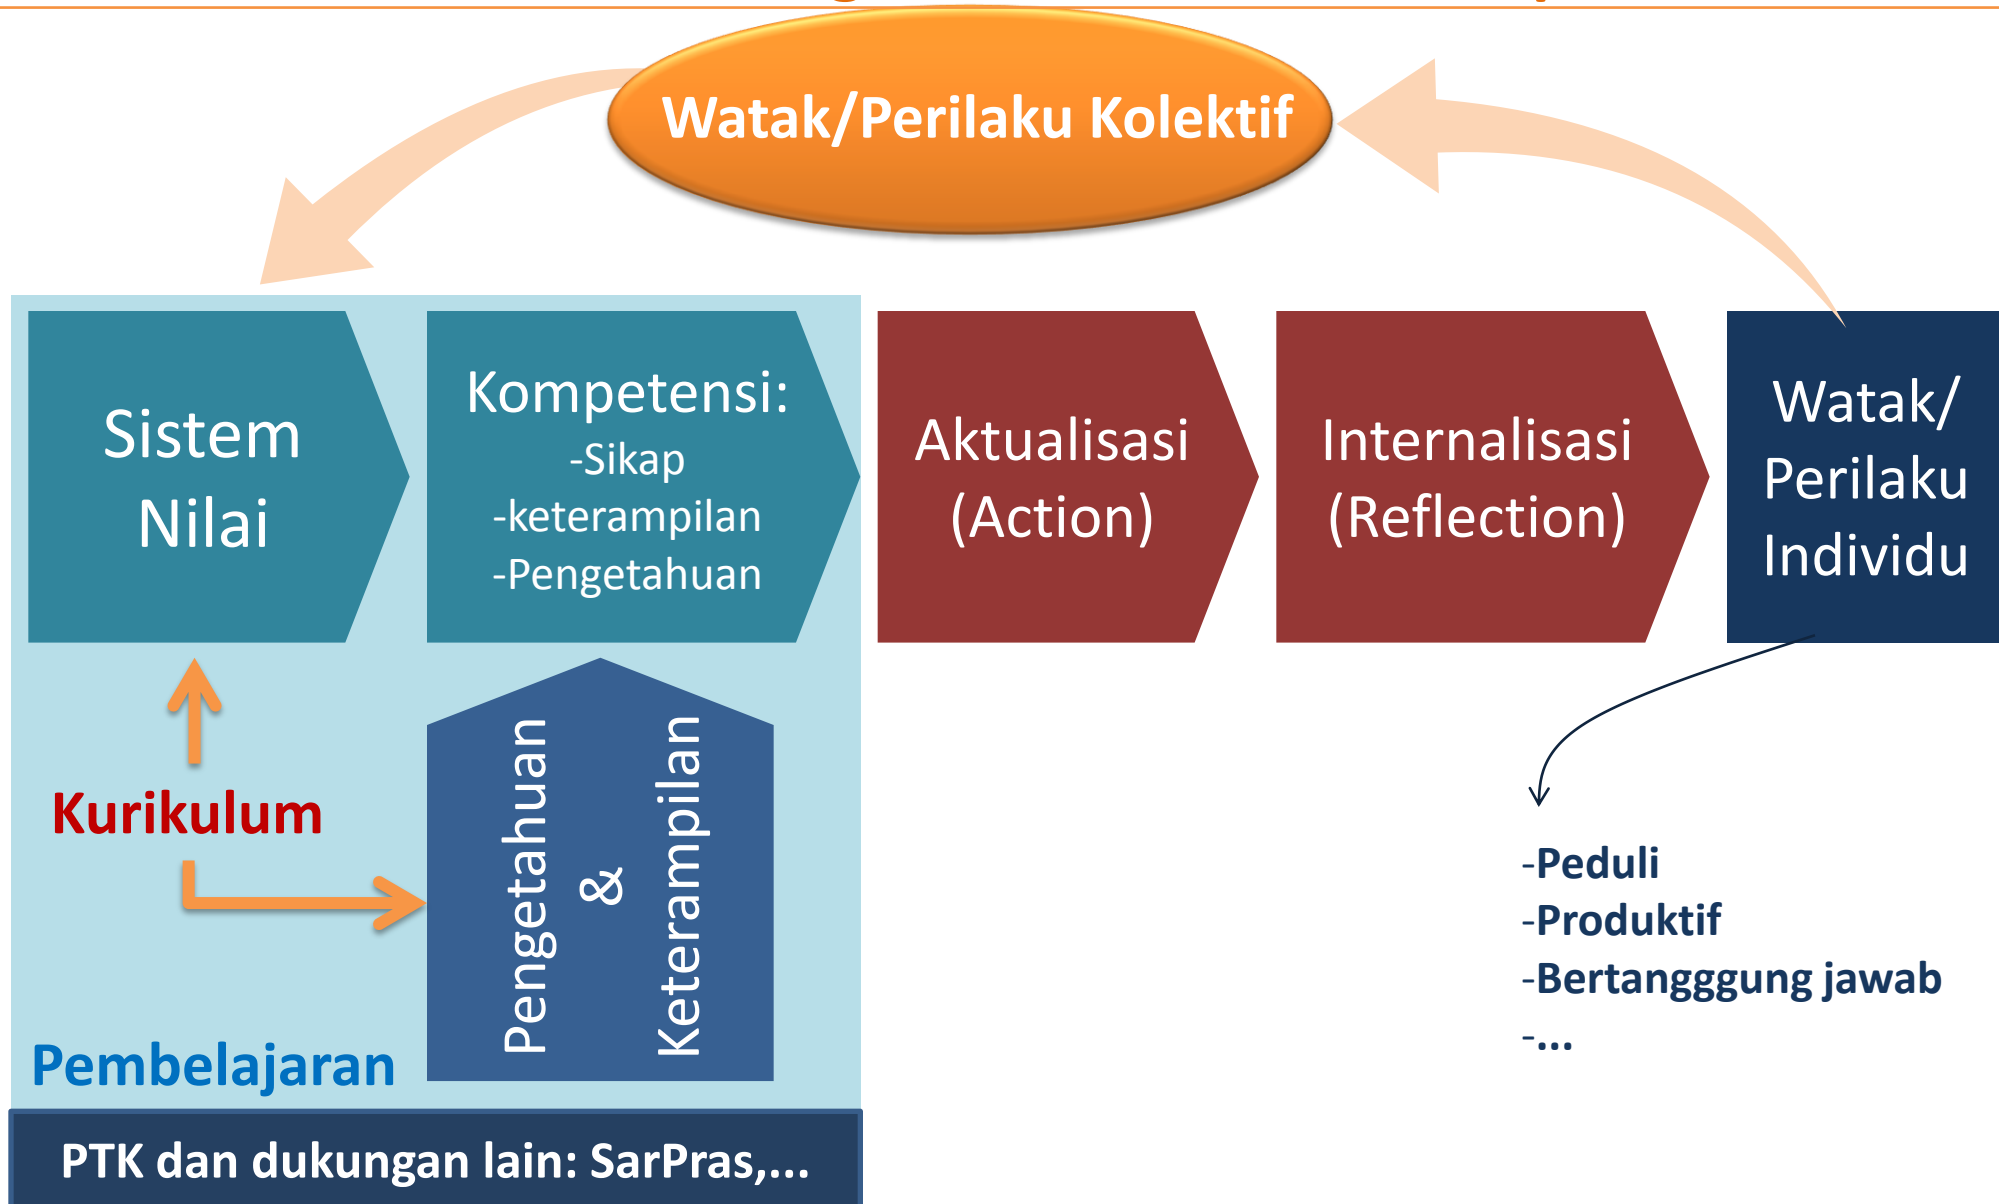 Watak/Perilaku Kolektif
Sistem
Nilai
Kompetensi:
-Sikap
-keterampilan
-Pengetahuan
Aktualisasi
(Action)
Internalisasi
(Reflection)
Watak/
Perilaku
Individu
Kurikulum
Pengetahuan
&
Keterampilan
Pembelajaran
PTK dan dukungan lain: SarPras,...
-Peduli
-Produktif
-Bertangggung jawab
-...